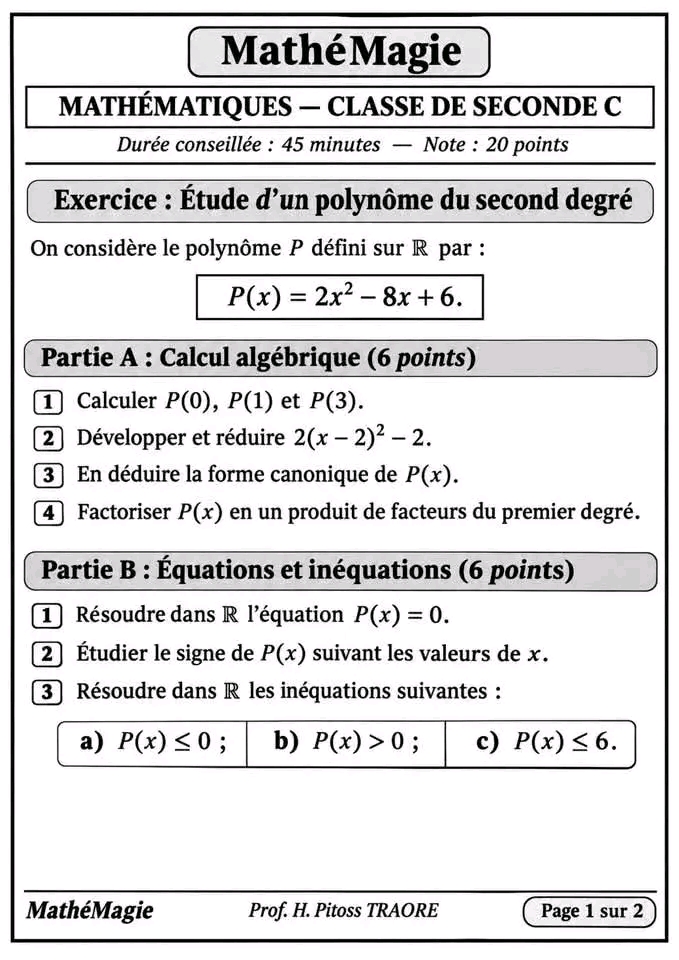 MathéMagie
MATHÉMATIQUES — CLASSE DE SECONDE C
Durée conseillée : 45 minutes — Note : 20 points
Exercice : Étude d'un polynôme du second degré
On considère le polynôme P défini sur ℝ par :
P(x) = 2x² − 8x + 6.
Partie A : Calcul algébrique (6 points)
1 Calculer P(0), P(1) et P(3).
2 Développer et réduire 2(x − 2)² − 2.
3 En déduire la forme canonique de P(x).
4 Factoriser P(x) en un produit de facteurs du premier degré.
Partie B : Équations et inéquations (6 points)
1 Résoudre dans ℝ l'équation P(x) = 0.
2 Étudier le signe de P(x) suivant les valeurs de x.
3 Résoudre dans ℝ les inéquations suivantes :
a) P(x) ≤ 0 ; b) P(x) > 0 ; c) P(x) ≤ 6.
MathéMagie Prof. H. Pitoss TRAORE Page 1 sur 2